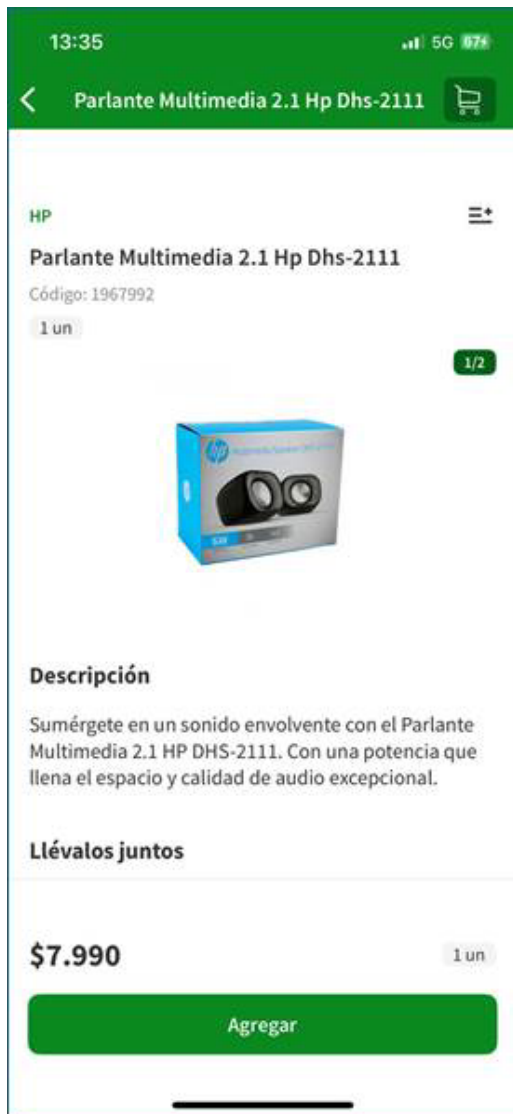 13:35
5G 67
Parlante Multimedia 2.1 Hp Dhs-2111
HP
Parlante Multimedia 2.1 Hp Dhs-2111
Código: 1967992
1 un
1/2
hp
Descripción
Sumérgete en un sonido envolvente con el Parlante
Multimedia 2.1 HP DHS-2111. Con una potencia que
llena el espacio y calidad de audio excepcional.
Llévalos juntos
$7.990
1 un
Agregar